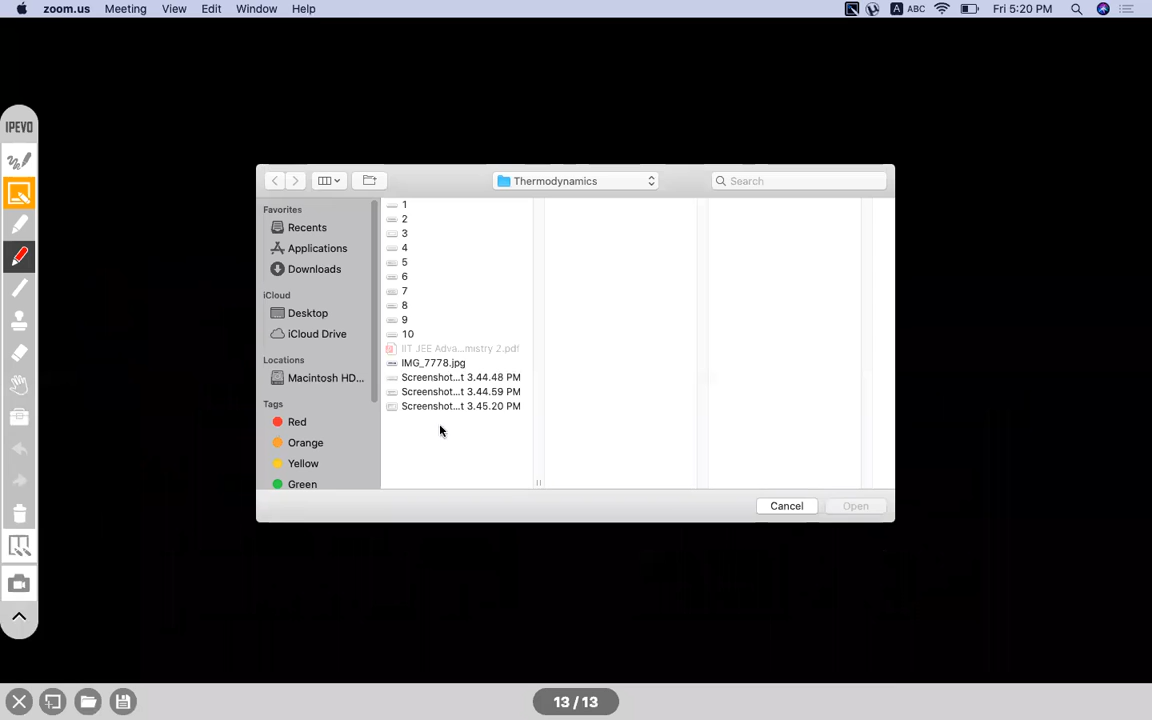 zoom.us Meeting View Edit Window Help A ABC Fri 5:20 PM
IPEVO
Thermodynamics
Search
Favorites
Recents
Applications
Downloads
iCloud
Desktop
iCloud Drive
Locations
Macintosh HD...
Tags
Red
Orange
Yellow
Green
1
2
3
4
5
6
7
8
9
10
IIT JEE Adva...mistry 2.pdf
IMG_7778.jpg
Screenshot...t 3.44.48 PM
Screenshot...t 3.44.59 PM
Screenshot...t 3.45.20 PM
Cancel Open
13 / 13